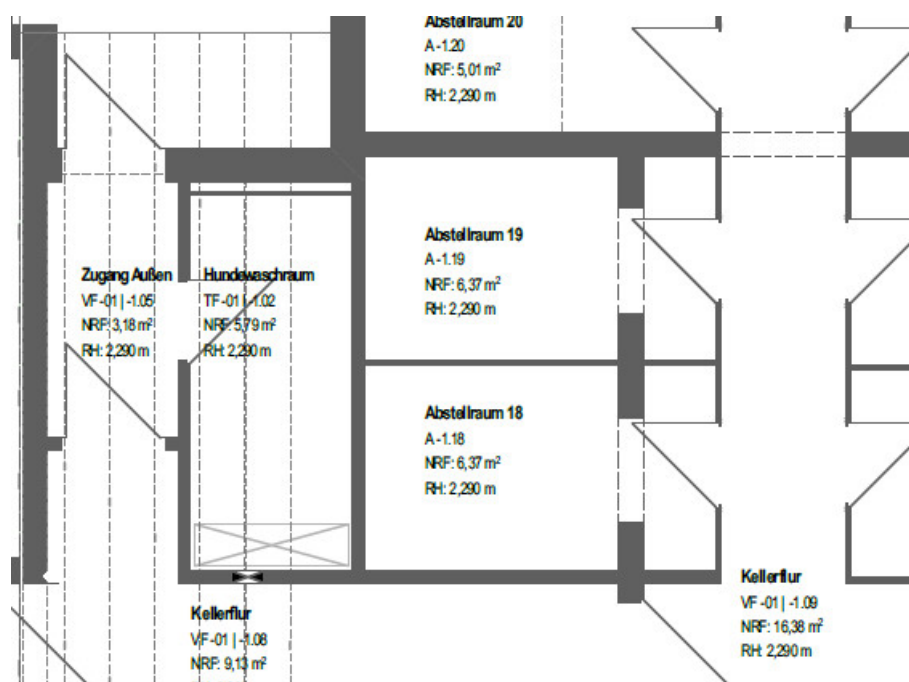 Abstellraum 20
A -1.20
NRF: 5,01 m²
RH: 2,290 m
Abstellraum 19
A -1.19
NRF: 6,37 m²
RH: 2,290 m
Zugang Außen
VF -01 | -1.05
NRF: 3,18 m²
RH: 2,290 m
Hundewaschraum
TF -01 | -1.02
NRF: 5,79 m²
RH: 2,290 m
Abstellraum 18
A -1.18
NRF: 6,37 m²
RH: 2,290 m
Kellerflur
VF -01 | -1.09
NRF: 16,38 m²
RH: 2,290 m
Kellerflur
VF -01 | -1.08
NRF: 9,13 m²